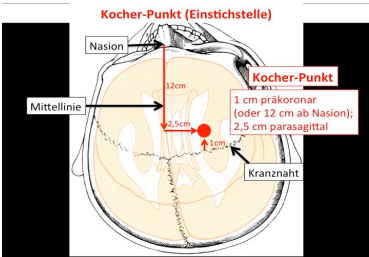 Kocher-Punkt (Einstichstelle)
Nasion
12cm
Kocher-Punkt
Mittellinie
1 cm präkoronar
(oder 12 cm ab Nasion);
2,5 cm parasagittal
2,5cm
1cm
Kranznaht